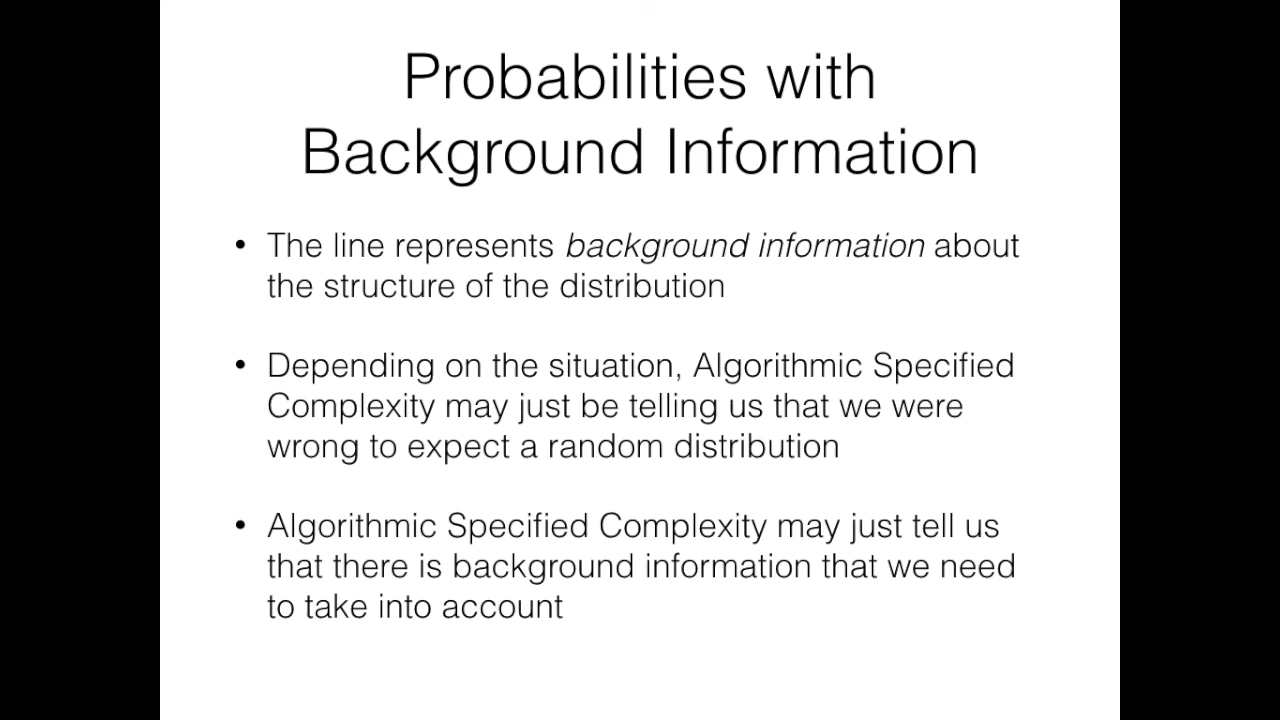 Probabilities with
Background Information
• The line represents background information about
the structure of the distribution
• Depending on the situation, Algorithmic Specified
Complexity may just be telling us that we were
wrong to expect a random distribution
• Algorithmic Specified Complexity may just tell us
that there is background information that we need
to take into account